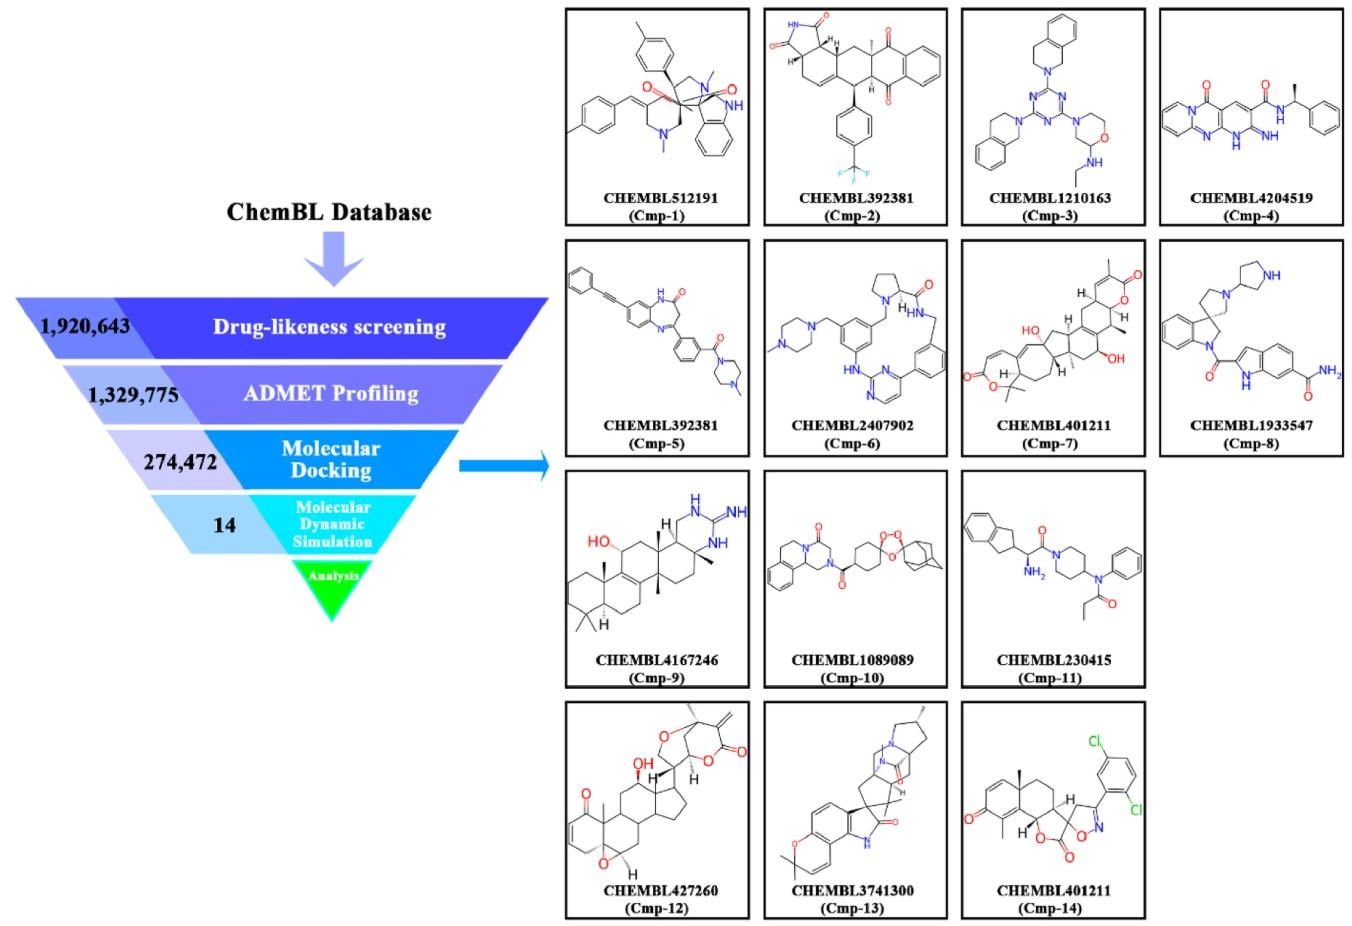 ChemBL Database
1,920,643
Drug-likeness screening
1,329,775
ADMET Profiling
274,472
Molecular
Docking
14
Molecular
Dynamic
Simulation
Analysis
CHEMBL512191
(Cmp-1)
CHEMBL392381
(Cmp-2)
CHEMBL1210163
(Cmp-3)
CHEMBL4204519
(Cmp-4)
CHEMBL392381
(Cmp-5)
CHEMBL2407902
(Cmp-6)
CHEMBL401211
(Cmp-7)
CHEMBL1933547
(Cmp-8)
CHEMBL4167246
(Cmp-9)
CHEMBL1089089
(Cmp-10)
CHEMBL230415
(Cmp-11)
CHEMBL427260
(Cmp-12)
CHEMBL3741300
(Cmp-13)
CHEMBL401211
(Cmp-14)